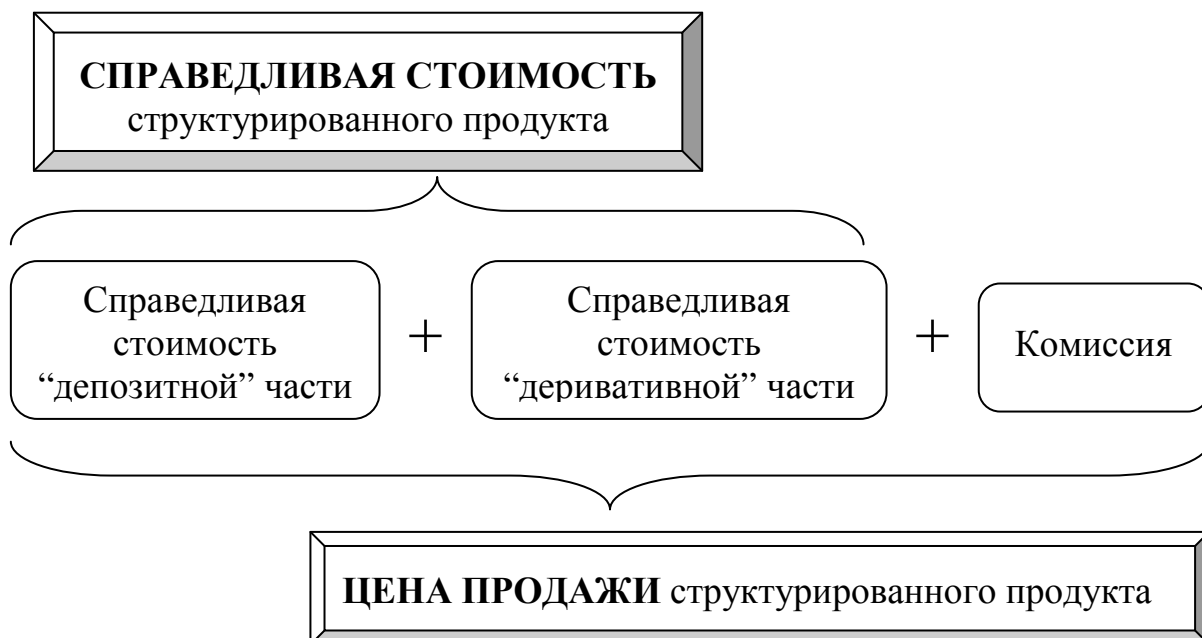 СПРАВЕДЛИВАЯ СТОИМОСТЬ
структурированного продукта
Справедливая
стоимость
“депозитной” части
+
Справедливая
стоимость
“деривативной” части
+
Комиссия
ЦЕНА ПРОДАЖИ структурированного продукта